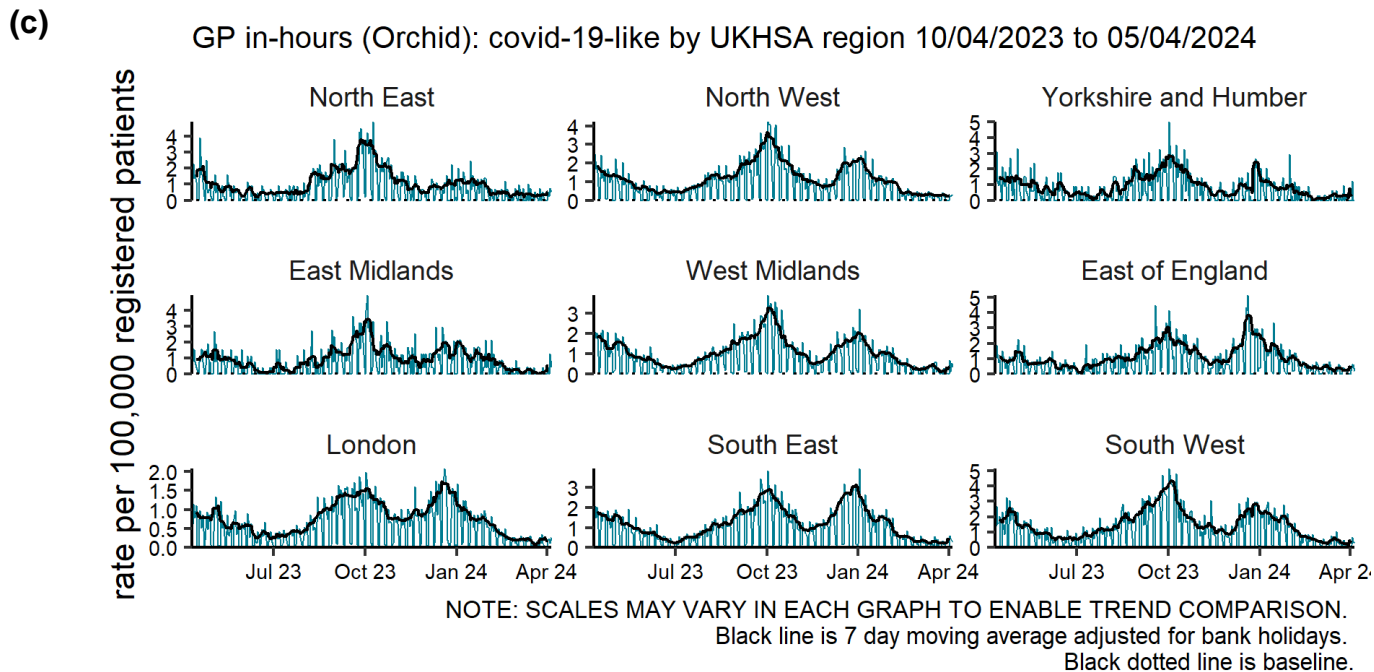 (c)
GP in-hours (Orchid): covid-19-like by UKHSA region 10/04/2023 to 05/04/2024
rate per 100,000 registered patients
North East
4
3
2
1
0
North West
4
3
2
1
0
Yorkshire and Humber
5
4
3
2
1
0
East Midlands
4
3
2
1
0
West Midlands
3
2
1
0
East of England
5
4
3
2
1
0
London
2.0
1.5
1.0
0.5
0.0
Jul 23 Oct 23 Jan 24 Apr 24
South East
3
2
1
0
Jul 23 Oct 23 Jan 24 Apr 24
South West
5
4
3
2
1
0
Jul 23 Oct 23 Jan 24 Apr 2
NOTE: SCALES MAY VARY IN EACH GRAPH TO ENABLE TREND COMPARISON.
Black line is 7 day moving average adjusted for bank holidays.
Black dotted line is baseline.